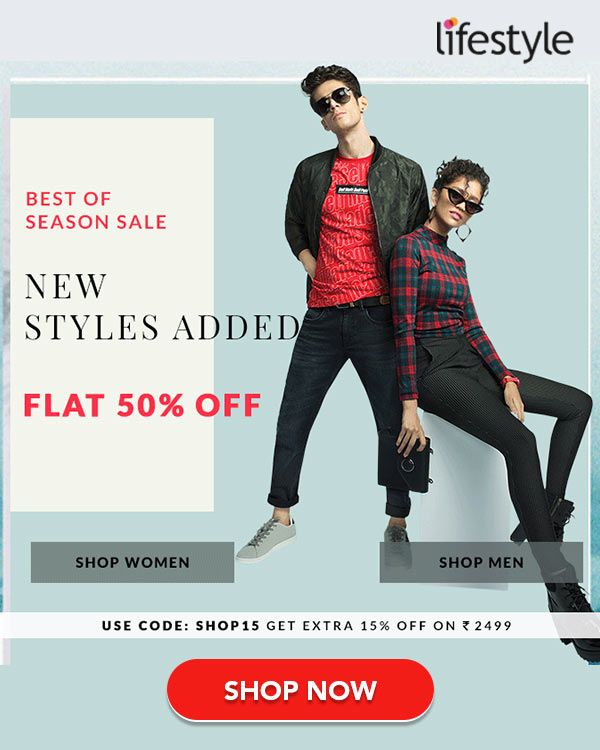 lifestyle
BEST OF
SEASON SALE
NEW
STYLES ADDED
FLAT 50% OFF
SHOP WOMEN
SHOP MEN
USE CODE: SHOP15 GET EXTRA 15% OFF ON ₹ 2499
SHOP NOW